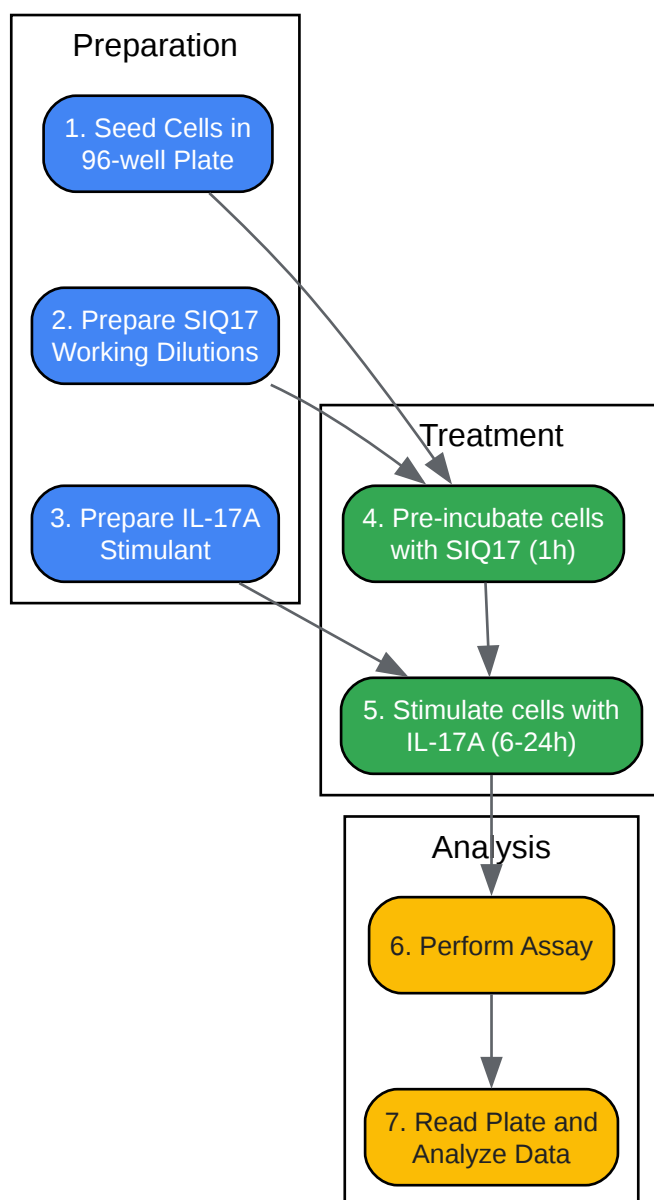 Preparation
1. Seed Cells in
96-well Plate
2. Prepare SIQ17
Working Dilutions
3. Prepare IL-17A
Stimulant
Treatment
4. Pre-incubate cells
with SIQ17 (1h)
5. Stimulate cells with
IL-17A (6-24h)
Analysis
6. Perform Assay
7. Read Plate and
Analyze Data